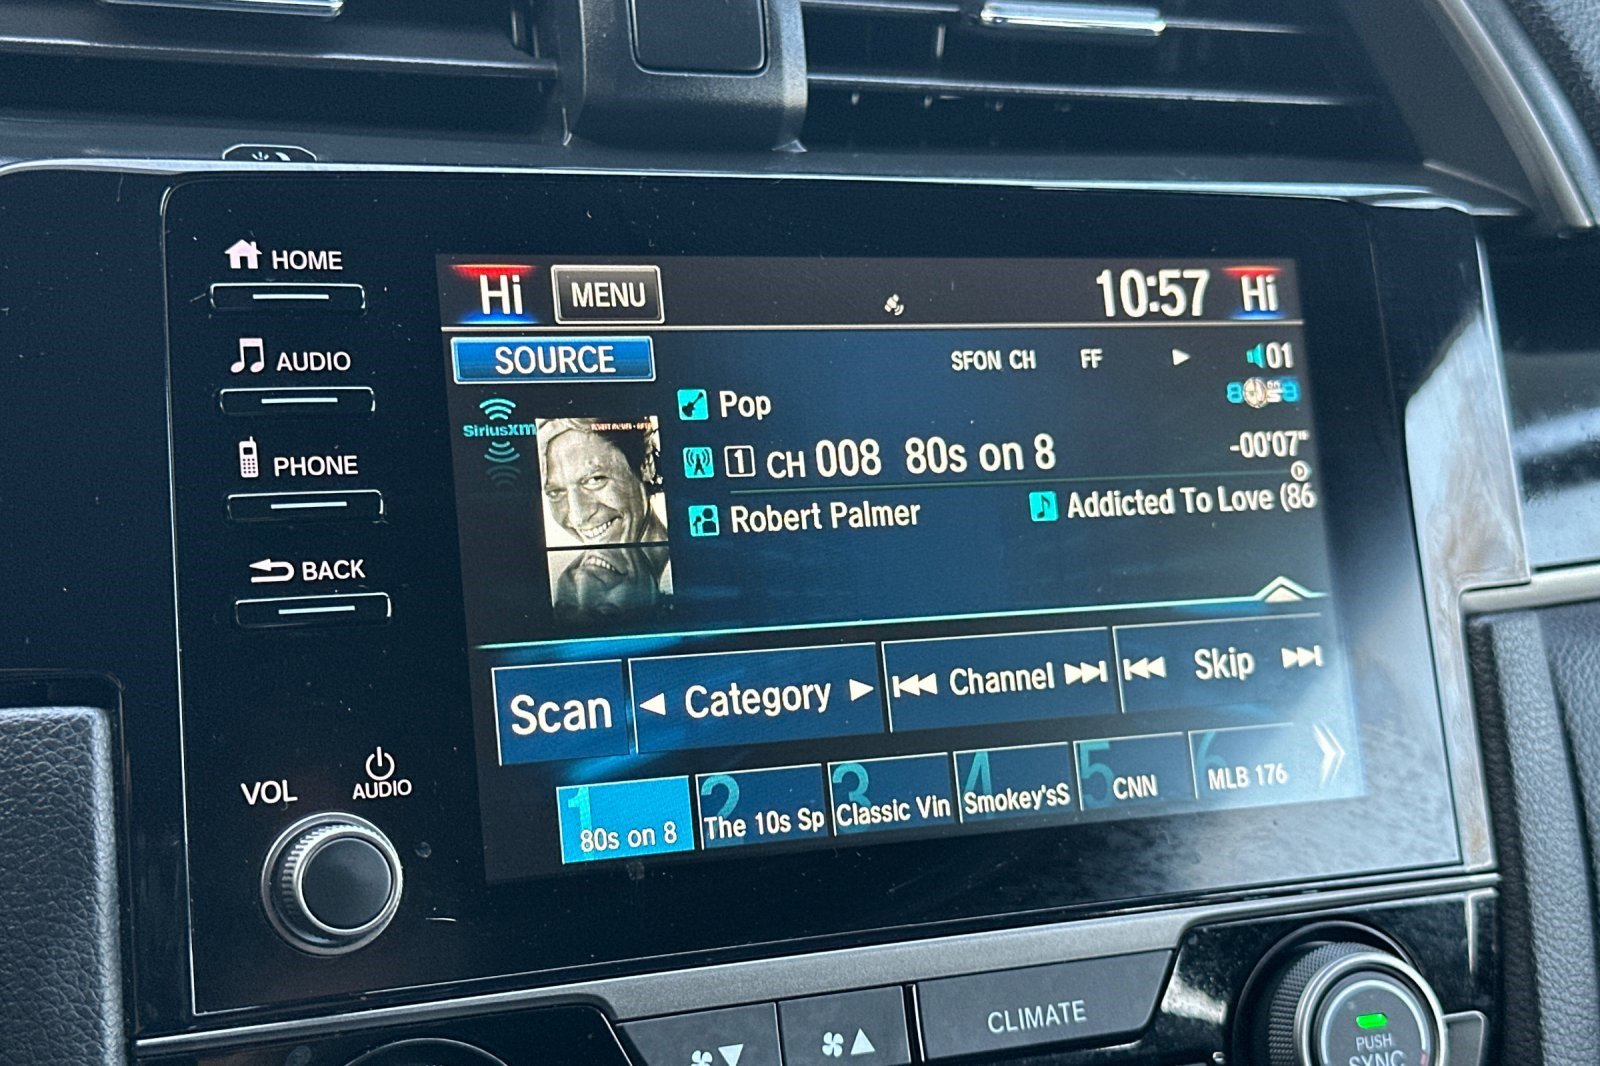 HOME
AUDIO
PHONE
BACK
VOL
AUDIO
Hi MENU 10:57 Hi
SOURCE SFON CH FF 01
SiriusXM
Pop
1 CH 008 80s on 8 -00'07"
Robert Palmer Addicted To Love (86
Scan Category Channel Skip
1 80s on 8
2 The 10s Sp
3 Classic Vin
4 Smokey'sS
5 CNN
6 MLB 176
CLIMATE
PUSH
SYNC